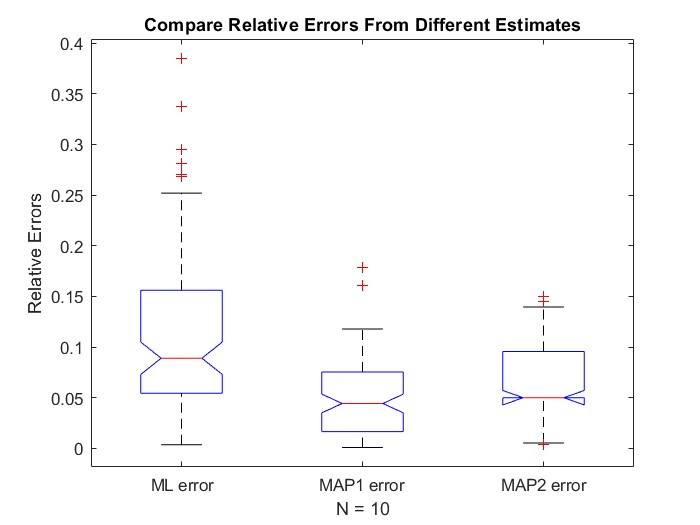 Compare Relative Errors From Different Estimates
0.4
0.35
0.3
0.25
0.2
0.15
0.1
0.05
0
Relative Errors
ML error
MAP1 error
MAP2 error
N = 10